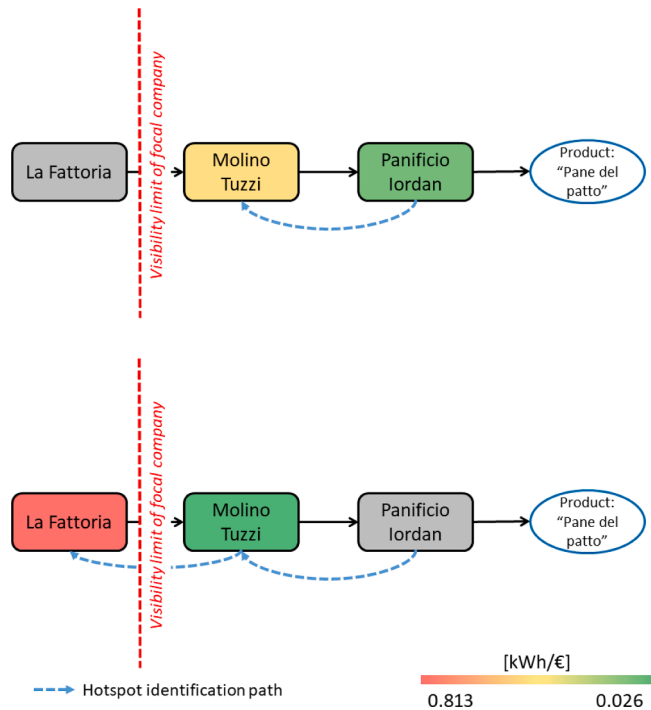 La Fattoria
Visibility limit of focal company
Molino
Tuzzi
Panificio
Iordan
Product:
“Pane del
patto”
La Fattoria
Visibility limit of focal company
Molino
Tuzzi
Panificio
Iordan
Product:
“Pane del
patto”
Hotspot identification path
[kWh/€]
0.813
0.026